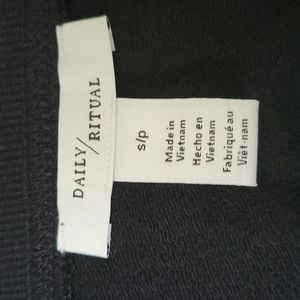 DAILY/
RITUAL
s/p
Made in
Vietnam
Hecho en
Vietnam
Fabriqué au
Viêt-nam